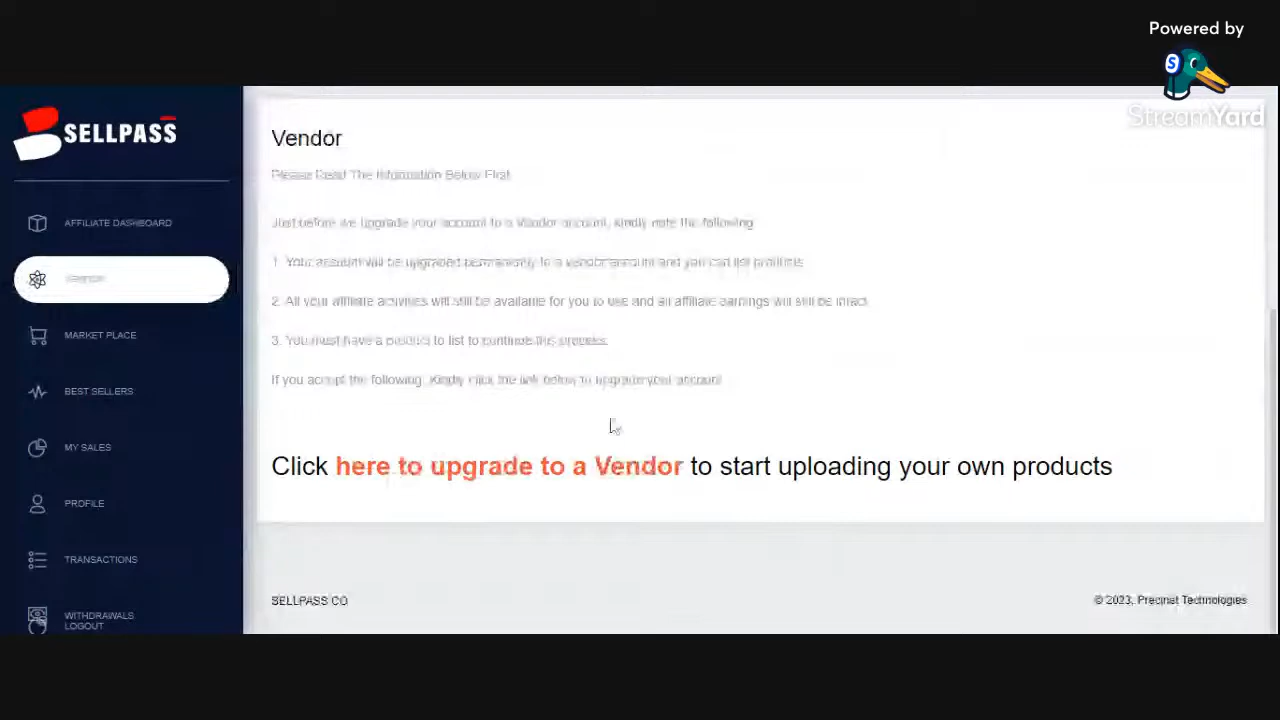 Powered by
StreamYard
SELLPASS
AFFILIATE DASHBOARD
VENDOR
MARKET PLACE
BEST SELLERS
MY SALES
PROFILE
TRANSACTIONS
WITHDRAWALS
LOGOUT
Vendor
Please Read The Information Below First
Just before we upgrade your account to a Vendor account, kindly note the following
1. Your account will be upgraded permanently to a vendor account and you can list products
2. All your affiliate activities will still be available for you to use and all affiliate earnings will still be intact
3. You must have a product to list to continue this process.
If you accept the following, Kindly click the link below to upgrade your account
Click here to upgrade to a Vendor to start uploading your own products
SELLPASS CO
© 2023, Precinet Technologies